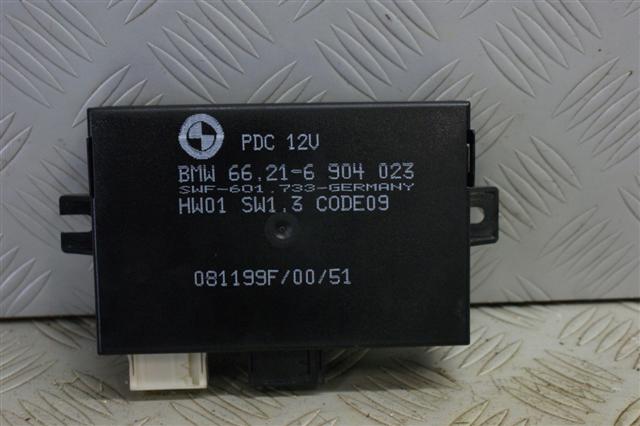 PDC 12V
BMW 66.21-6 904 023
SWF-601.733-GERMANY
HW01 SW1.3 CODE09
081199F/00/51